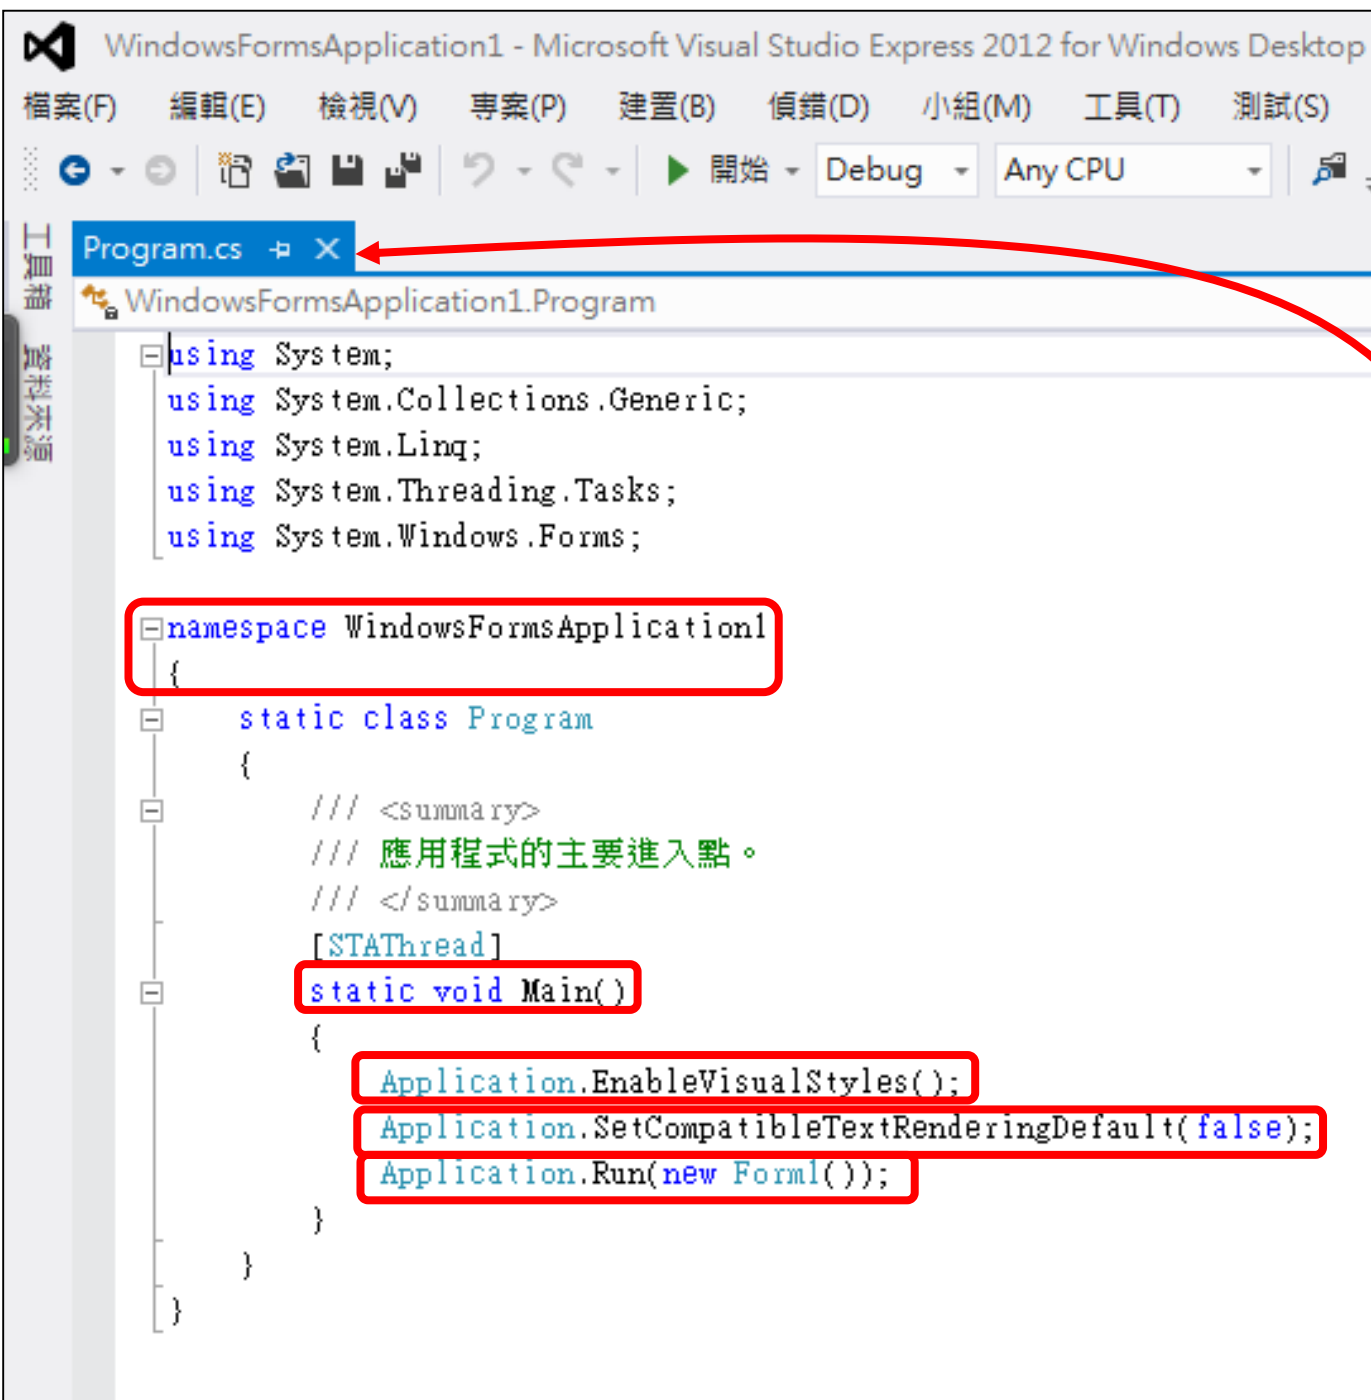 WindowsFormsApplication1 - Microsoft Visual Studio Express 2012 for Windows Desktop
檔案(F) 編輯(E) 檢視(V) 專案(P) 建置(B) 偵錯(D) 小組(M) 工具(T) 測試(S)
開始 Debug Any CPU
工具箱
資料來源
Program.cs
WindowsFormsApplication1.Program
using System;
using System.Collections.Generic;
using System.Linq;
using System.Threading.Tasks;
using System.Windows.Forms;
namespace WindowsFormsApplication1
{
static class Program
{
/// <summary>
/// 應用程式的主要進入點。
/// </summary>
[STAThread]
static void Main()
{
Application.EnableVisualStyles();
Application.SetCompatibleTextRenderingDefault(false);
Application.Run(new Form1());
}
}
}